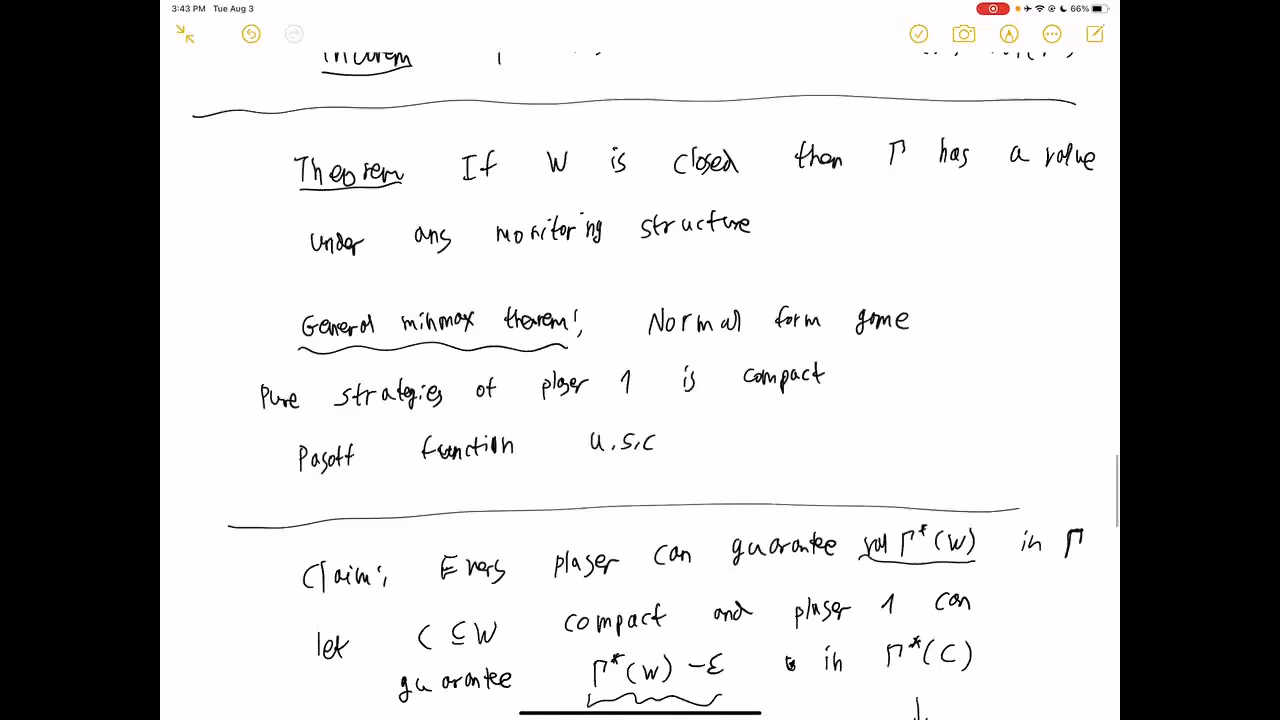 3:43 PM Tue Aug 3 66%
Theorem
Theorem If W is closed then Γ has a value
under any monitoring structure
General minmax theorem: Normal form game
Pure strategies of player 1 is compact
Payoff function u.s.c
Claim: Every player can guarantee val Γ*(W) in Γ
let C ⊆ W compact and player 1 can
guarantee Γ*(W) - ε in Γ*(C)